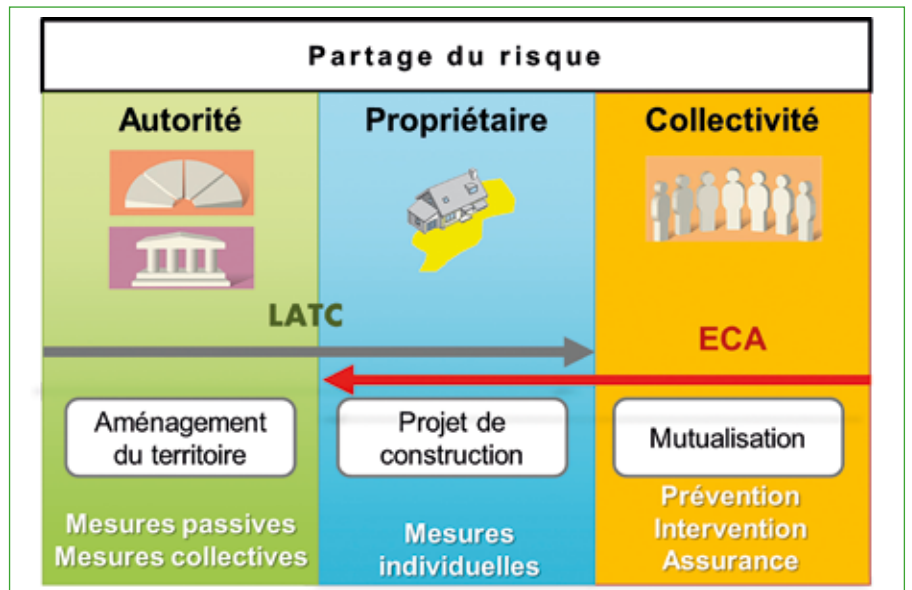 Partage du risque
Autorité
Propriétaire
Collectivité
LATC
ECA
Aménagement
du territoire
Projet de
construction
Mutualisation
Mesures passives
Mesures collectives
Mesures
individuelles
Prévention
Intervention
Assurance